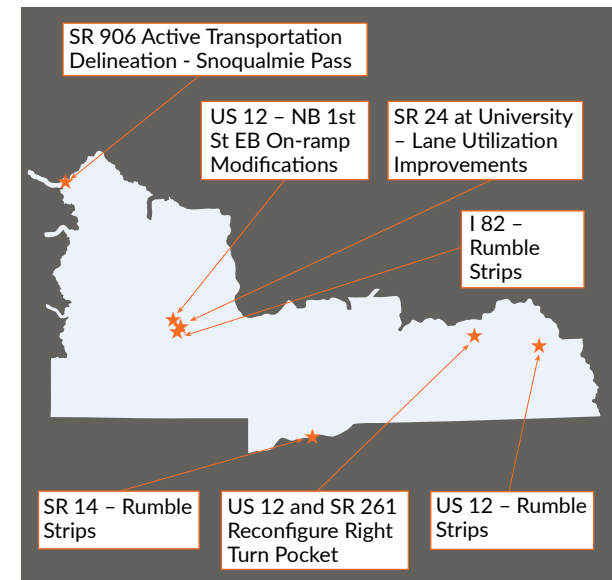 SR 906 Active Transportation
Delineation - Snoqualmie Pass
US 12 – NB 1st
St EB On-ramp
Modifications
SR 24 at University
– Lane Utilization
Improvements
I 82 –
Rumble
Strips
SR 14 – Rumble
Strips
US 12 and SR 261
Reconfigure Right
Turn Pocket
US 12 – Rumble
Strips